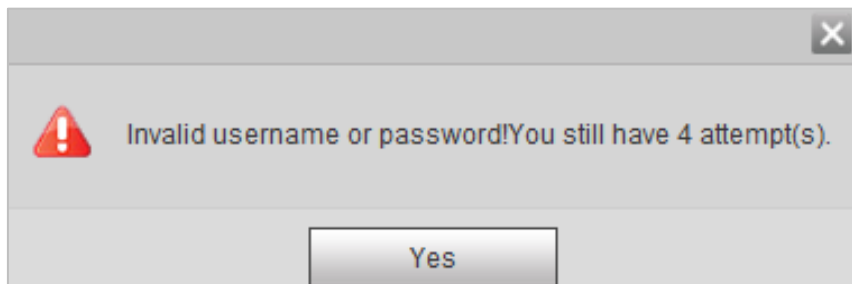 Invalid username or password!You still have 4 attempt(s).
Yes